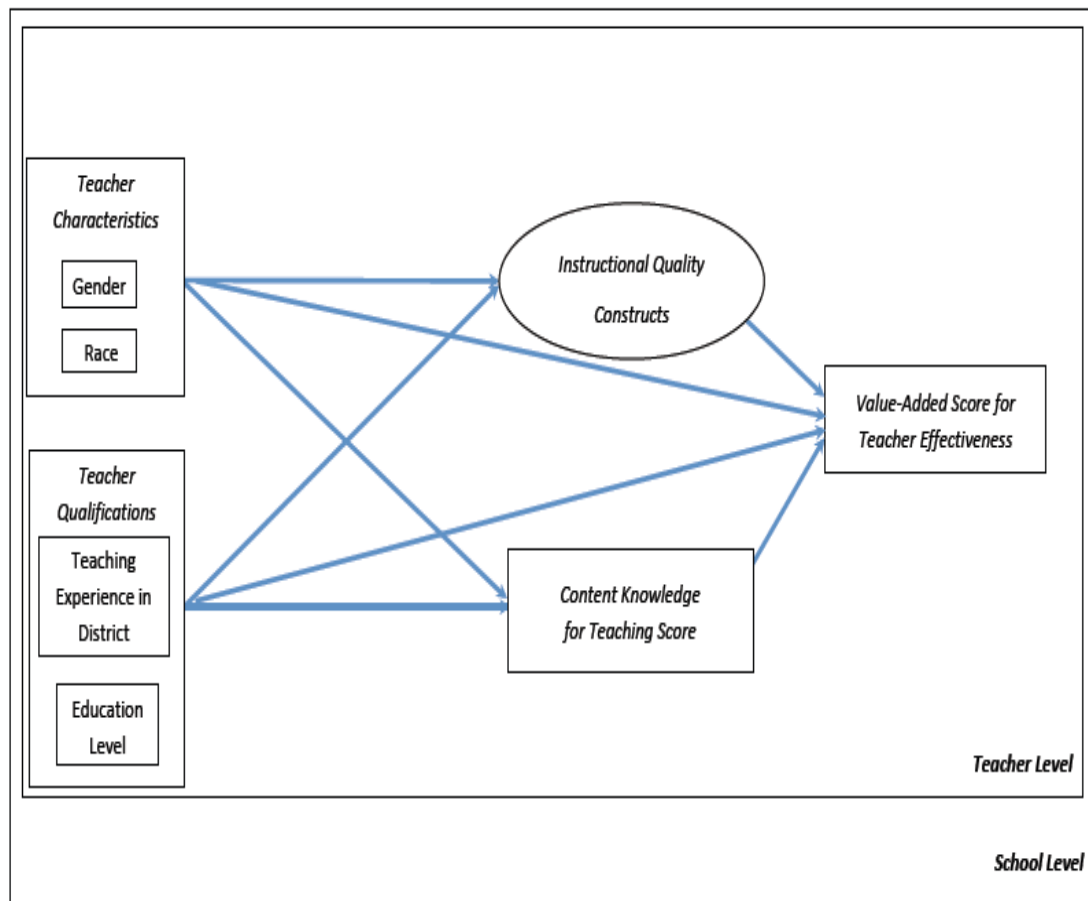 Teacher
Characteristics
Gender
Race
Teacher
Qualifications
Teaching
Experience in
District
Education
Level
Instructional Quality
Constructs
Content Knowledge
for Teaching Score
Value-Added Score for
Teacher Effectiveness
Teacher Level
School Level